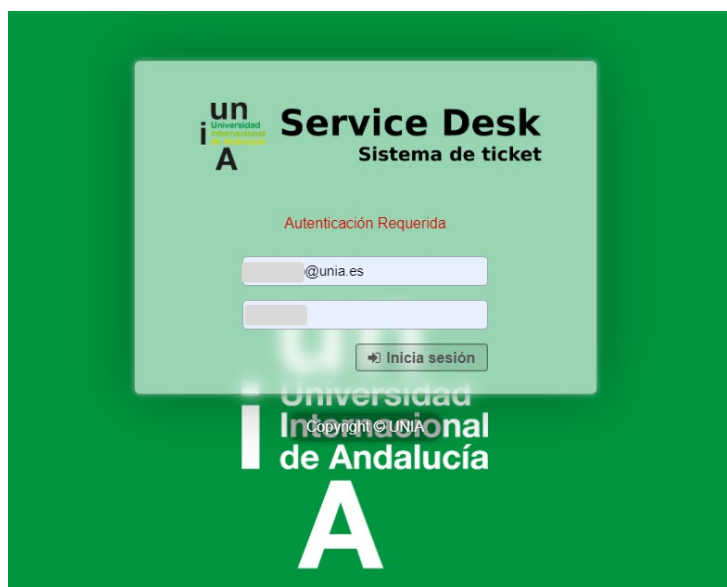 un
Universidad
Internacional
de Andalucía
i
A
Service Desk
Sistema de ticket
Autenticación Requerida
@unia.es
Inicia sesión
un
i
Universidad
Internacional
de Andalucía
Copyright © UNIA
A